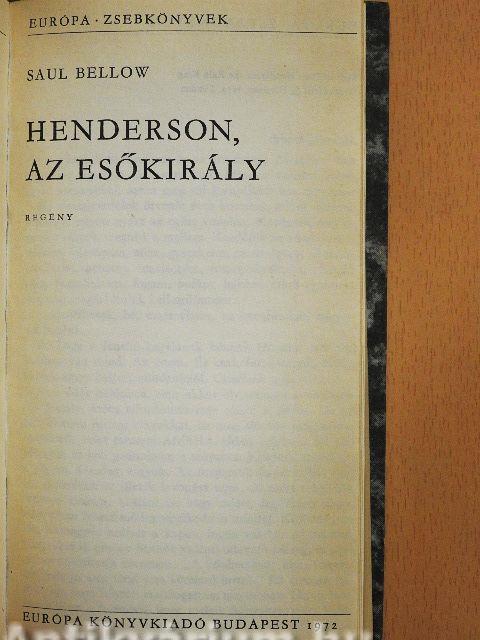 EURÓPA · ZSEBKÖNYVEK
SAUL BELLOW
HENDERSON,
AZ ESŐKIRÁLY
REGÉNY
EURÓPA KÖNYVKIADÓ BUDAPEST 1972